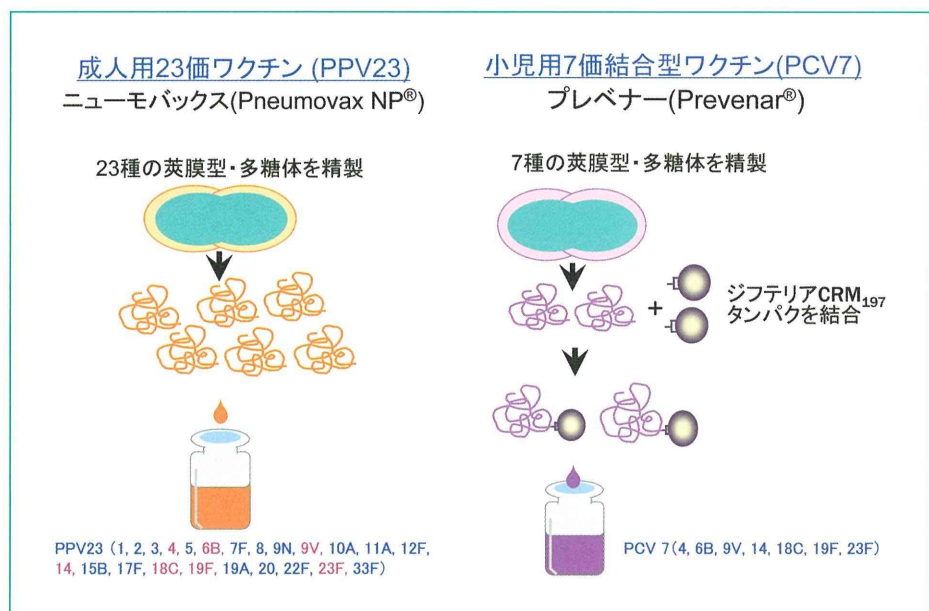 成人用23価ワクチン (PPV23)
ニューモバックス(Pneumovax NP®)
23種の莢膜型・多糖体を精製
PPV23 (1, 2, 3, 4, 5, 6B, 7F, 8, 9N, 9V, 10A, 11A, 12F,
14, 15B, 17F, 18C, 19F, 19A, 20, 22F, 23F, 33F)
小児用7価結合型ワクチン(PCV7)
プレベナー(Prevenar®)
7種の莢膜型・多糖体を精製
+
ジフテリアCRM₁₉₇
タンパクを結合
PCV 7(4, 6B, 9V, 14, 18C, 19F, 23F)